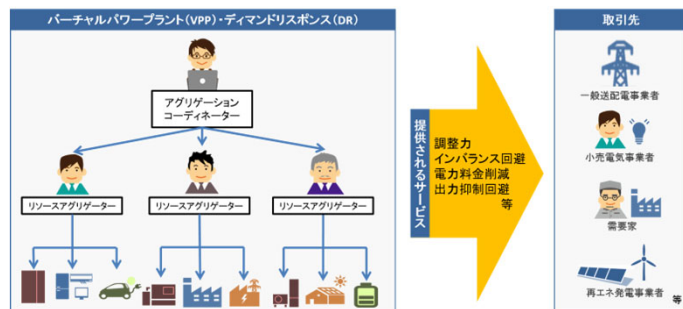 バーチャルパワープラント(VPP)・ディマンドリスポンス(DR)
アグリゲーション
コーディネーター
リソースアグリゲーター
リソースアグリゲーター
リソースアグリゲーター
提供されるサービス
調整力
インバランス回避
電力料金削減
出力抑制回避
等
取引先
一般送配電事業者
小売電気事業者
需要家
再エネ発電事業者
等